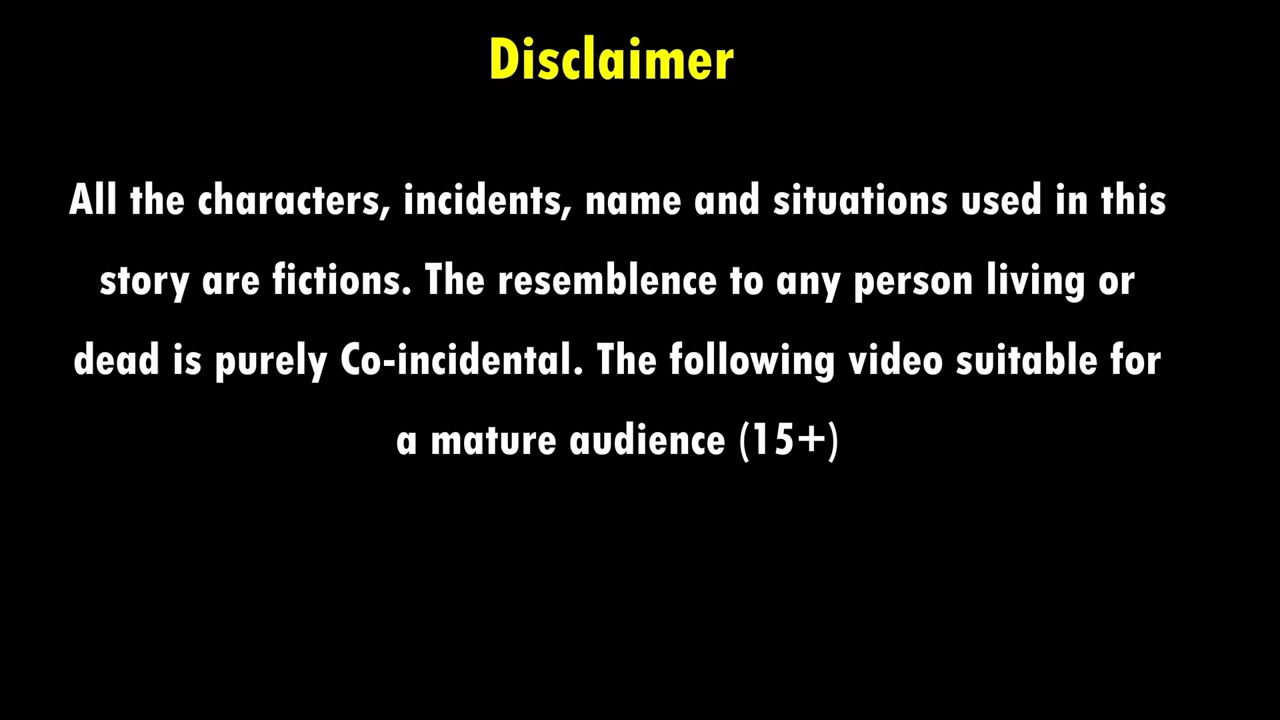 Disclaimer
All the characters, incidents, name and situations used in this
story are fictions. The resemblence to any person living or
dead is purely Co-incidental. The following video suitable for
a mature audience (15+)